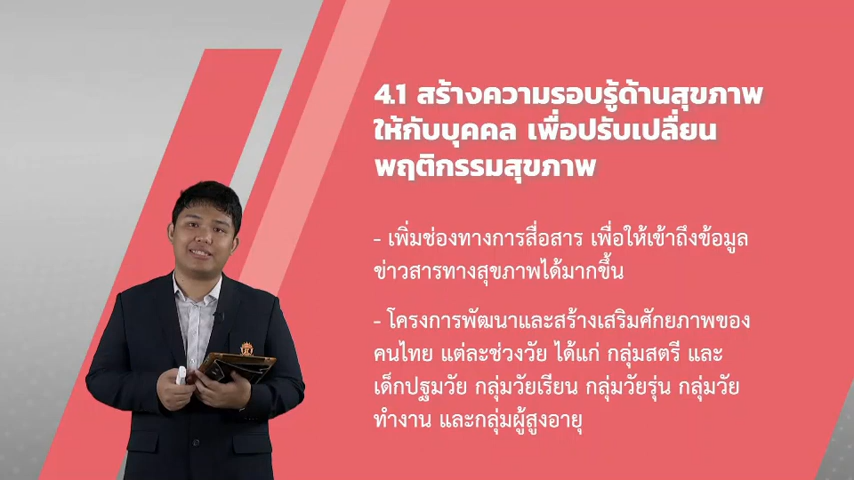 4.1 สร้างความรอบรู้ด้านสุขภาพ
ให้กับบุคคล เพื่อปรับเปลี่ยน
พฤติกรรมสุขภาพ
- เพิ่มช่องทางการสื่อสาร เพื่อให้เข้าถึงข้อมูล
ข่าวสารทางสุขภาพได้มากขึ้น
- โครงการพัฒนาและสร้างเสริมศักยภาพของ
คนไทย แต่ละช่วงวัย ได้แก่ กลุ่มสตรี และ
เด็กปฐมวัย กลุ่มวัยเรียน กลุ่มวัยรุ่น กลุ่มวัย
ทำงาน และกลุ่มผู้สูงอายุ